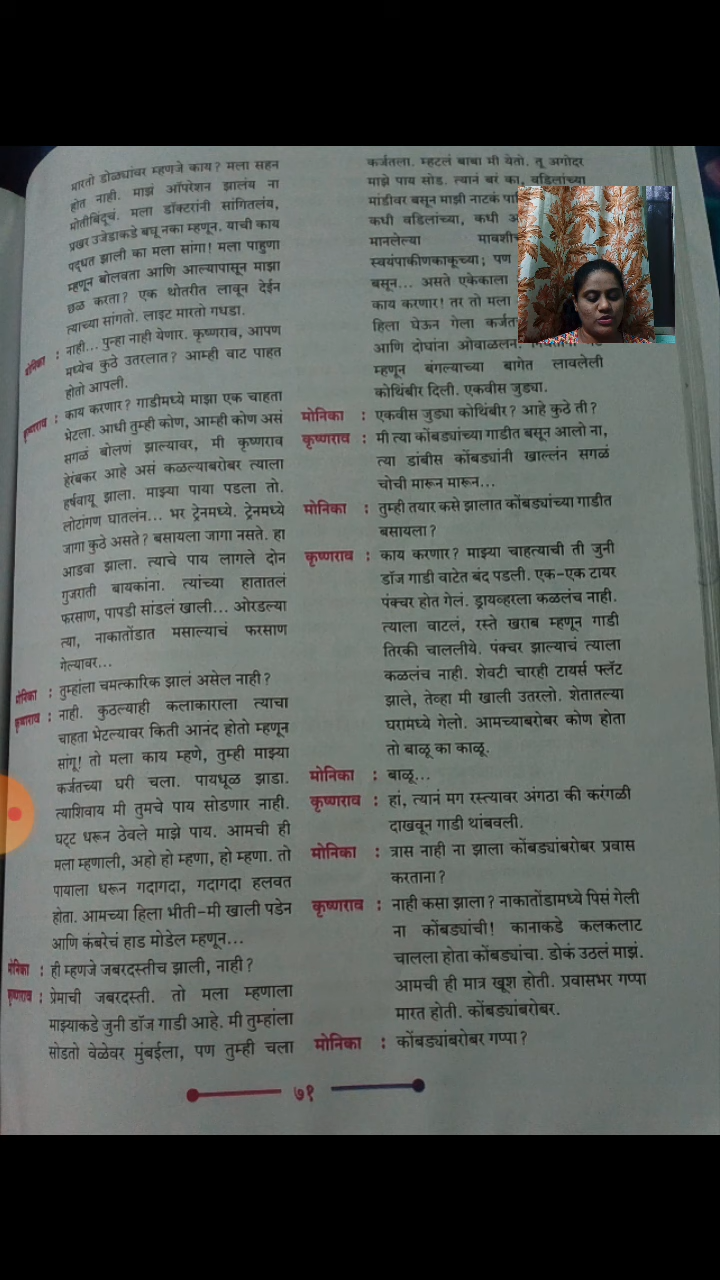 मारतो डोळ्यांवर म्हणजे काय? मला सहन
होत नाही. माझं ऑपरेशन झालंय ना
मोतीबिंदूचं. मला डॉक्टरांनी सांगितलंय,
प्रखर उजेडाकडे बघू नका म्हणून. याची काय
पद्धत झाली का मला सांगा! मला पाहुणा
म्हणून बोलवता आणि आल्यापासून माझा
छळ करता? एक थोतरीत लावून देईन
त्याच्या सांगतो. लाइट मारतो गधडा.
मोनिका : नाही... पुन्हा नाही येणार. कृष्णराव, आपण
मध्येच कुठे उतरलात? आम्ही वाट पाहत
होतो आपली.
कृष्णराव : काय करणार? गाडीमध्ये माझा एक चाहता
भेटला. आधी तुम्ही कोण, आम्ही कोण असं
सगळं बोलणं झाल्यावर, मी कृष्णराव
हेरंबकर आहे असं कळल्याबरोबर त्याला
हर्षवायू झाला. माझ्या पाया पडला तो.
लोटांगण घातलंन... भर ट्रेनमध्ये. ट्रेनमध्ये
जागा कुठे असते? बसायला जागा नसते. हा
आडवा झाला. त्याचे पाय लागले दोन
गुजराती बायकांना. त्यांच्या हातातलं
फरसाण, पापडी सांडलं खाली... ओरडल्या
त्या, नाकातोंडात मसाल्याचं फरसाण
गेल्यावर...
मोनिका : तुम्हांला चमत्कारिक झालं असेल नाही?
कृष्णराव : नाही. कुठल्याही कलाकाराला त्याचा
चाहता भेटल्यावर किती आनंद होतो म्हणून
सांगू! तो मला काय म्हणे, तुम्ही माझ्या
कर्जतच्या घरी चला. पायधूळ झाडा.
त्याशिवाय मी तुमचे पाय सोडणार नाही.
घट्ट धरून ठेवले माझे पाय. आमची ही
मला म्हणाली, अहो हो म्हणा, हो म्हणा. तो
पायाला धरून गदागदा, गदागदा हलवत
होता. आमच्या हिला भीती-मी खाली पडेन
आणि कंबरेचं हाड मोडेल म्हणून...
मोनिका : ही म्हणजे जबरदस्तीच झाली, नाही?
कृष्णराव : प्रेमाची जबरदस्ती. तो मला म्हणाला
माझ्याकडे जुनी डॉज गाडी आहे. मी तुम्हांला
सोडतो वेळेवर मुंबईला, पण तुम्ही चला
कर्जतला. म्हटलं बाबा मी येतो. तू अगोदर
माझे पाय सोड. त्यानं बरं का, वडिलांच्या
मांडीवर बसून माझी नाटकं
कधी वडिलांच्या, कधी
मानलेल्या
स्वयंपाकीणकाकूच्या; पण
बसून... असते एकेकाला
काय करणार! तर तो मला
हिला घेऊन गेला
आणि दोघांना ओवाळलन.
म्हणून बंगल्याच्या बागेत लावलेली
कोथिंबीर दिली. एकवीस जुड्या.
मोनिका : एकवीस जुड्या कोथिंबीर? आहे कुठे ती?
कृष्णराव : मी त्या कोंबड्यांच्या गाडीत बसून आलो ना,
त्या डांबीस कोंबड्यांनी खाल्लंन सगळं
चोची मारून मारून...
मोनिका : तुम्ही तयार कसे झालात कोंबड्यांच्या गाडीत
बसायला?
कृष्णराव : काय करणार? माझ्या चाहत्याची ती जुनी
डॉज गाडी वाटेत बंद पडली. एक-एक टायर
पंक्चर होत गेलं. ड्रायव्हरला कळलंच नाही.
त्याला वाटलं, रस्ते खराब म्हणून गाडी
तिरकी चाललीये. पंक्चर झाल्याचं त्याला
कळलंच नाही. शेवटी चारही टायर्स फ्लॅट
झाले, तेव्हा मी खाली उतरलो. शेतातल्या
घरामध्ये गेलो. आमच्याबरोबर कोण होता
तो बाळू का काळू.
मोनिका : बाळू...
कृष्णराव : हां, त्यानं मग रस्त्यावर अंगठा की करंगळी
दाखवून गाडी थांबवली.
मोनिका : त्रास नाही ना झाला कोंबड्यांबरोबर प्रवास
करताना?
कृष्णराव : नाही कसा झाला? नाकातोंडामध्ये पिसं गेली
ना कोंबड्यांची! कानाकडे कलकलाट
चालला होता कोंबड्यांचा. डोकं उठलं माझं.
आमची ही मात्र खूश होती. प्रवासभर गप्पा
मारत होती. कोंबड्यांबरोबर.
मोनिका : कोंबड्यांबरोबर गप्पा?
७१